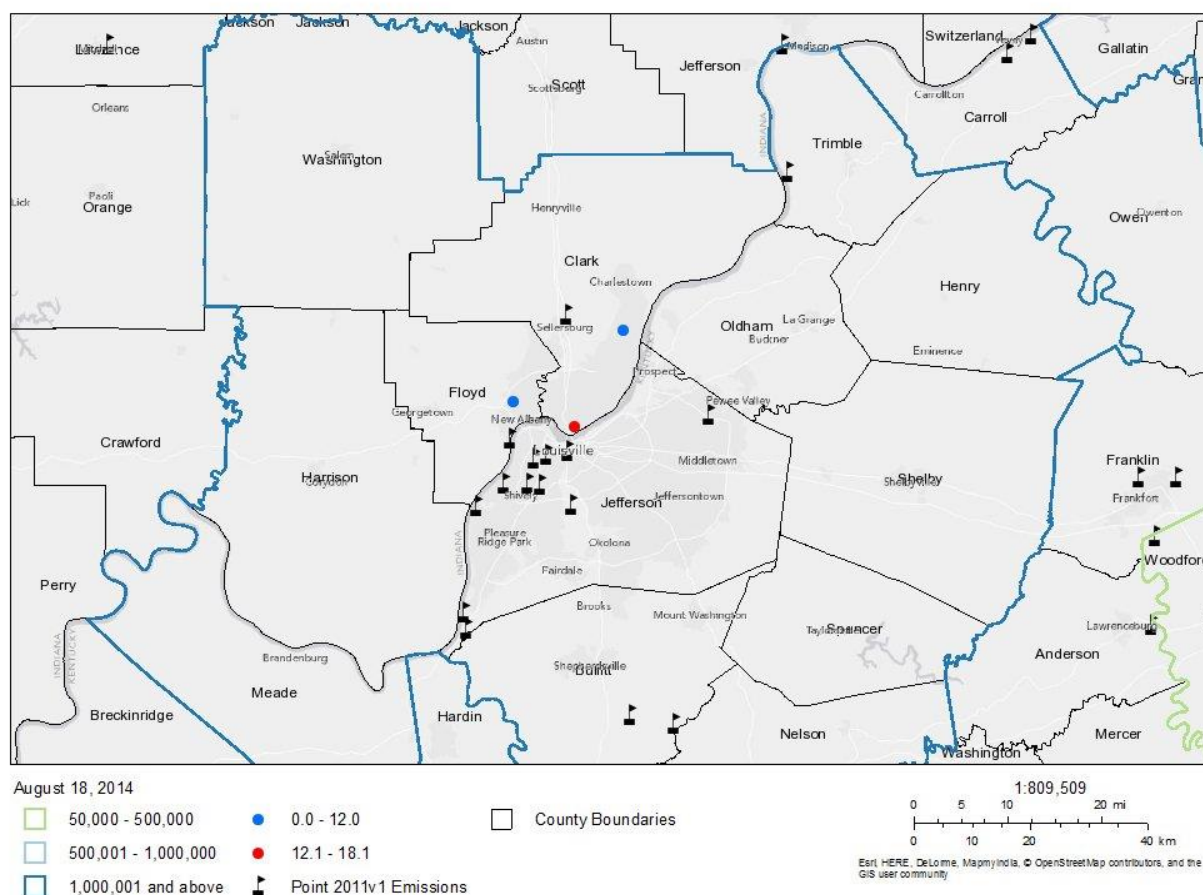 Jackson
Jackson
Jackson
Austin
Switzerland
Vevay
Gallatin
Lawrence
Mitchell
Jefferson
Madison
Scott
Scottsburg
Carrollton
Carroll
Orleans
INDIANA
Trimble
Washington
Salem
Paoli
Orange
Lick
Henryville
Owen
Owenton
Clark
Charlestown
Henry
Sellersburg
Oldham
La Grange
Buckner
KENTUCKY
Eminence
Prospect
Floyd
Georgetown
New Albany
Pewee Valley
Crawford
Louisville
Middletown
Franklin
Harrison
Corydon
Shelby
Shelbyville
Shively
Jefferson
Jeffersontown
Frankfort
Pleasure
Ridge Park
Okolona
INDIANA
Fairdale
Perry
Woodford
Brooks
Mount Washington
Spencer
Taylorsville
Lawrenceburg
INDIANA
KENTUCKY
Brandenburg
Shepherdsville
Bullitt
Anderson
Meade
Breckinridge
Hardin
Nelson
Mercer
Washington
August 18, 2014
50,000 - 500,000
500,001 - 1,000,000
1,000,001 and above
0.0 - 12.0
12.1 - 18.1
Point 2011v1 Emissions
County Boundaries
1:809,509
0 5 10 20 mi
0 10 20 40 km
Esri, HERE, DeLorme, MapmyIndia, © OpenStreetMap contributors, and the
GIS user community